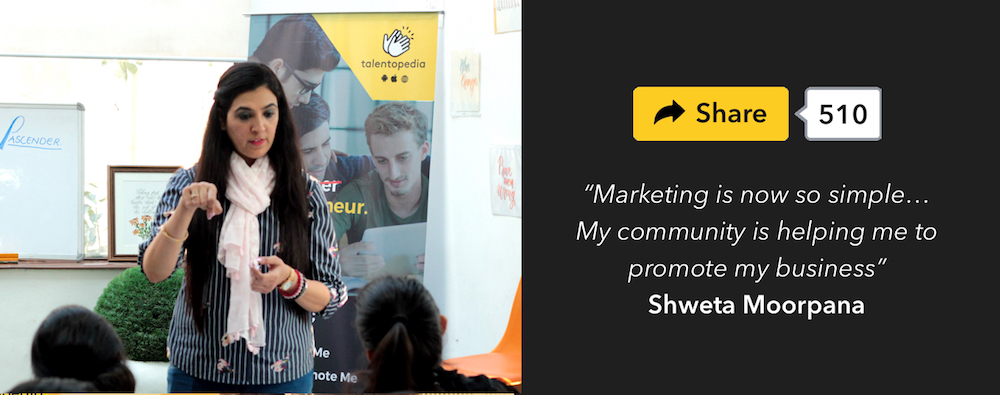 talentopedia
ASCENDER
neur.
Me
Me
Share
510
“Marketing is now so simple…
My community is helping me to
promote my business”
Shweta Moorpana